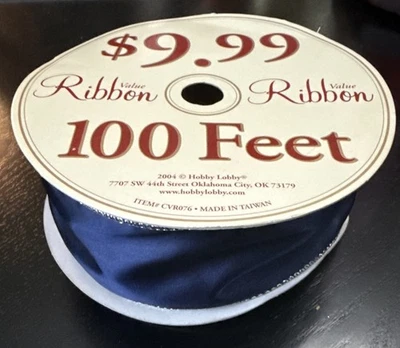 $9.99
Value Ribbon Value Ribbon
100 Feet
2004 © Hobby Lobby®
7707 SW 44th Street Oklahoma City, OK 73179
www.hobbylobby.com
ITEM# CVR076 • MADE IN TAIWAN